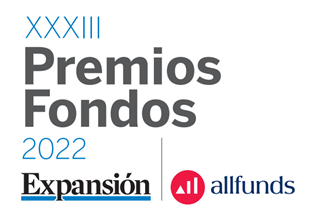 XXXIII
Premios
Fondos
2022
Expansión
allfunds